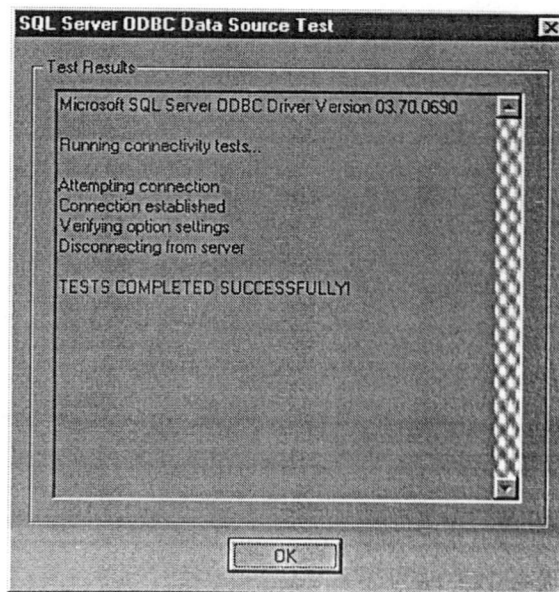 SQL Server ODBC Data Source Test
Test Results
Microsoft SQL Server ODBC Driver Version 03.70.0690
Running connectivity tests...
Attempting connection
Connection established
Verifying option settings
Disconnecting from server
TESTS COMPLETED SUCCESSFULLY!
OK